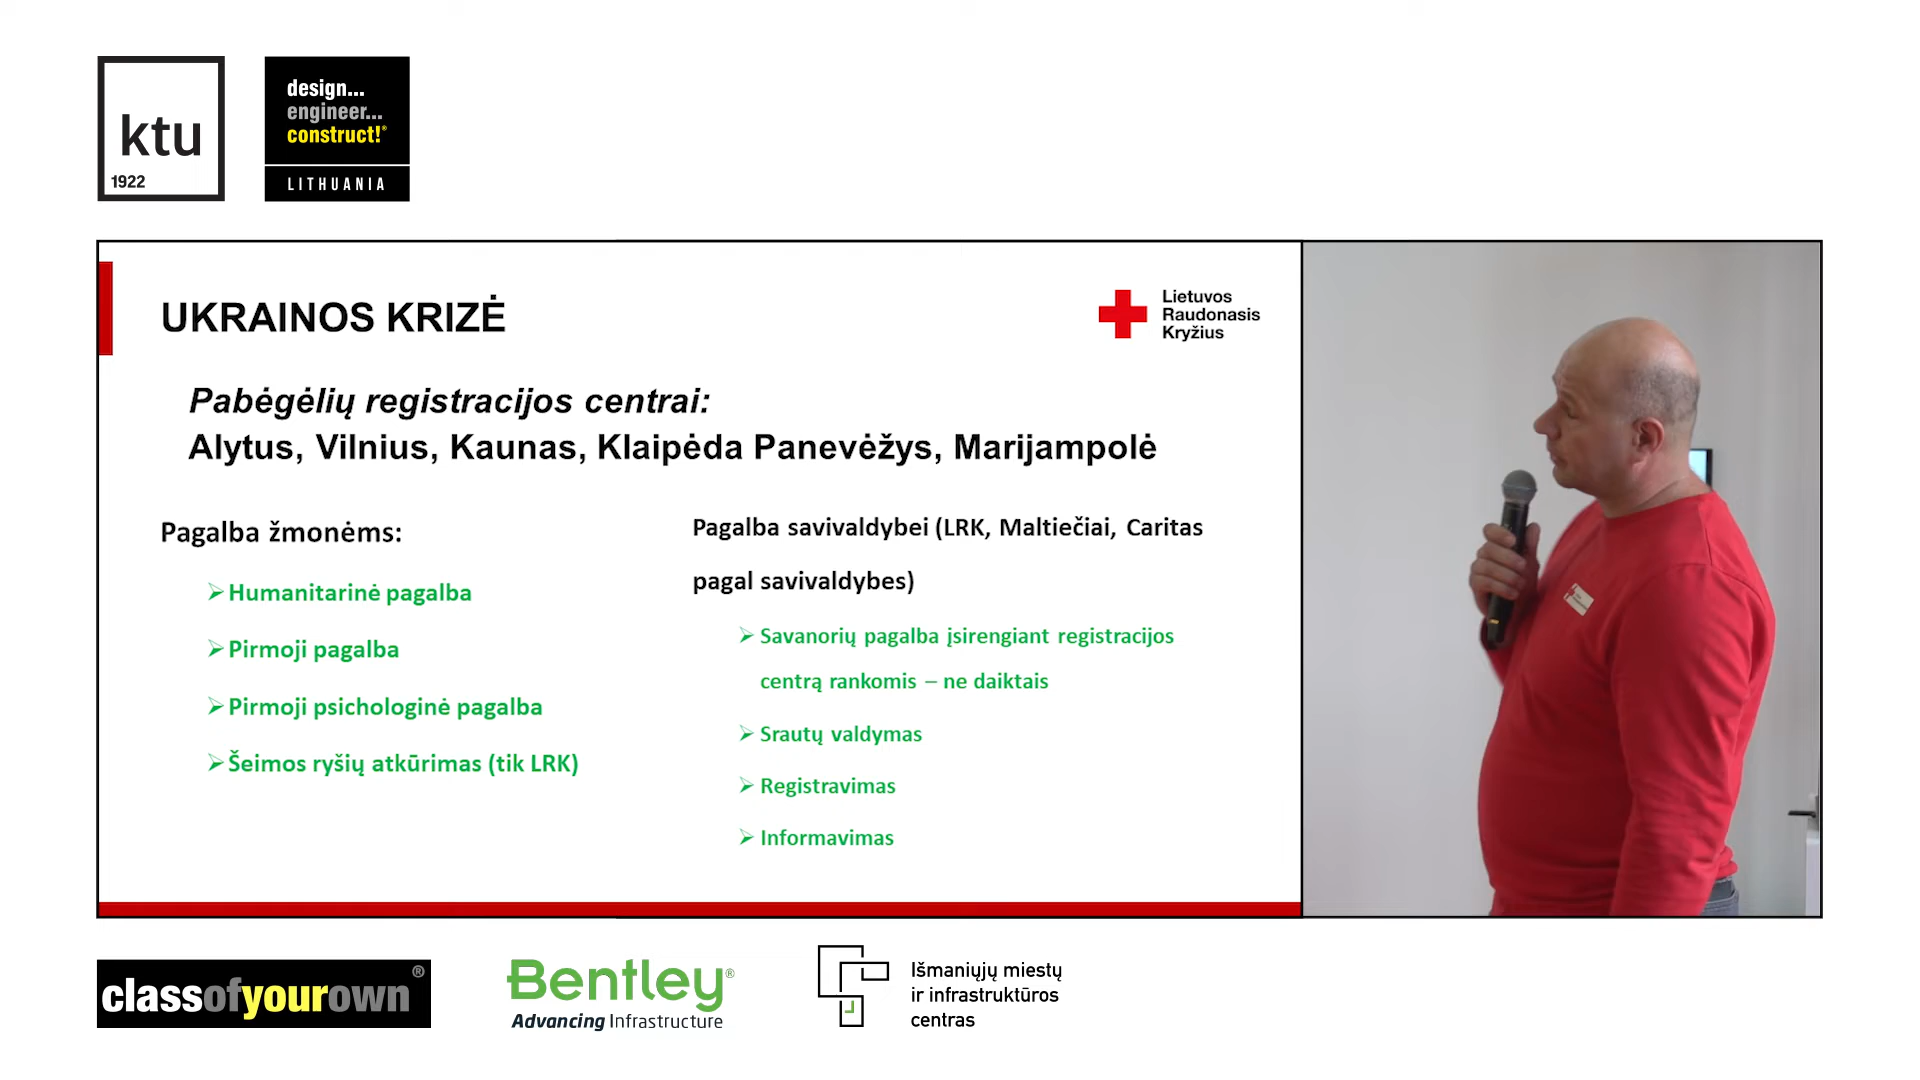 ktu
1922
design...
engineer...
construct!®
LITHUANIA
UKRAINOS KRIZĖ
Lietuvos
Raudonasis
Kryžius
Pabėgėlių registracijos centrai:
Alytus, Vilnius, Kaunas, Klaipėda Panevėžys, Marijampolė
Pagalba žmonėms:
Humanitarinė pagalba
Pirmoji pagalba
Pirmoji psichologinė pagalba
Šeimos ryšių atkūrimas (tik LRK)
Pagalba savivaldybei (LRK, Maltiečiai, Caritas
pagal savivaldybes)
Savanorių pagalba įsirengiant registracijos
centrą rankomis – ne daiktais
Srautų valdymas
Registravimas
Informavimas
classofyourown®
Bentley®
Advancing Infrastructure
Išmaniųjų miestų
ir infrastruktūros
centras